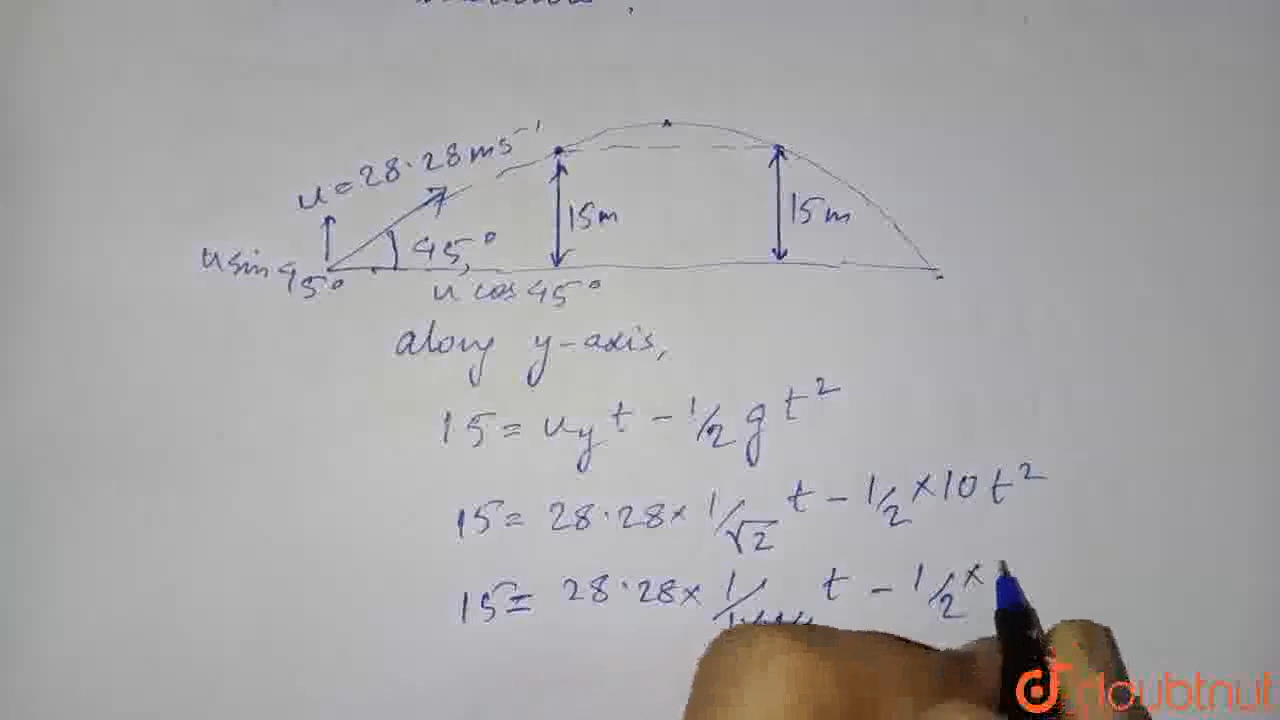 u = 28.28 ms⁻¹
15m
15m
45°
u sin 45°
u cos 45°
along y-axis,
15 = u_y t - 1/2 g t²
15 = 28.28 × 1/√2 t - 1/2 × 10 t²
15 = 28.28 × 1/ t - 1/2 ×
doubtnut